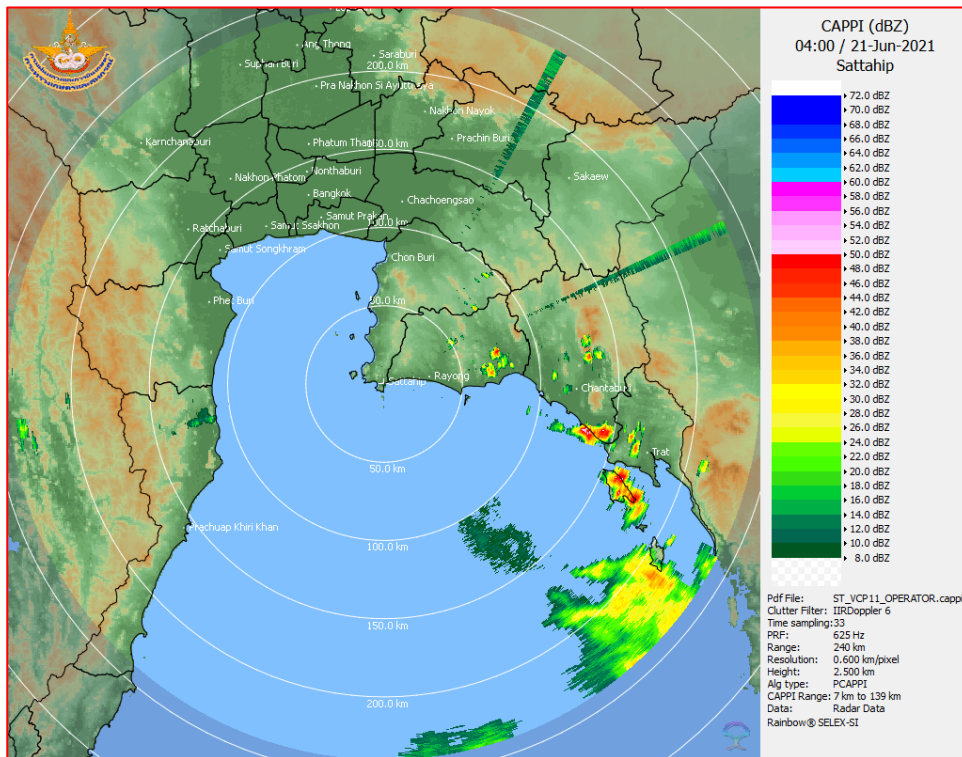 CAPPI (dBZ)
04:00 / 21-Jun-2021
Sattahip
72.0 dBZ
70.0 dBZ
68.0 dBZ
66.0 dBZ
64.0 dBZ
62.0 dBZ
60.0 dBZ
58.0 dBZ
56.0 dBZ
54.0 dBZ
52.0 dBZ
50.0 dBZ
48.0 dBZ
46.0 dBZ
44.0 dBZ
42.0 dBZ
40.0 dBZ
38.0 dBZ
36.0 dBZ
34.0 dBZ
32.0 dBZ
30.0 dBZ
28.0 dBZ
26.0 dBZ
24.0 dBZ
22.0 dBZ
20.0 dBZ
18.0 dBZ
16.0 dBZ
14.0 dBZ
12.0 dBZ
10.0 dBZ
8.0 dBZ
Pdf File: ST_VCP11_OPERATOR.cappi
Clutter Filter: IIRDoppler 6
Time sampling:33
PRF: 625 Hz
Range: 240 km
Resolution: 0.600 km/pixel
Height: 2.500 km
Alg type: PCAPPI
CAPPI Range: 7 km to 139 km
Data: Radar Data
Rainbow® SELEX-SI
Ang Thong
Saraburi
Suphan Buri
200.0 km
Pra Nakhon Si Ayutthaya
Nakhon Nayok
Karnchanaburi
Prachin Buri
Phatum Thani
Nonthaburi
Nakhon Phatom
Sakaew
Bangkok
Chachoengsao
Samut Prakan
Ratchaburi
Samut Ssakhon
100.0 km
Samut Songkhram
Chon Buri
Phet Buri
50.0 km
Sattahip
Rayong
Chantaburi
Trat
50.0 km
Prachuap Khiri Khan
100.0 km
150.0 km
200.0 km